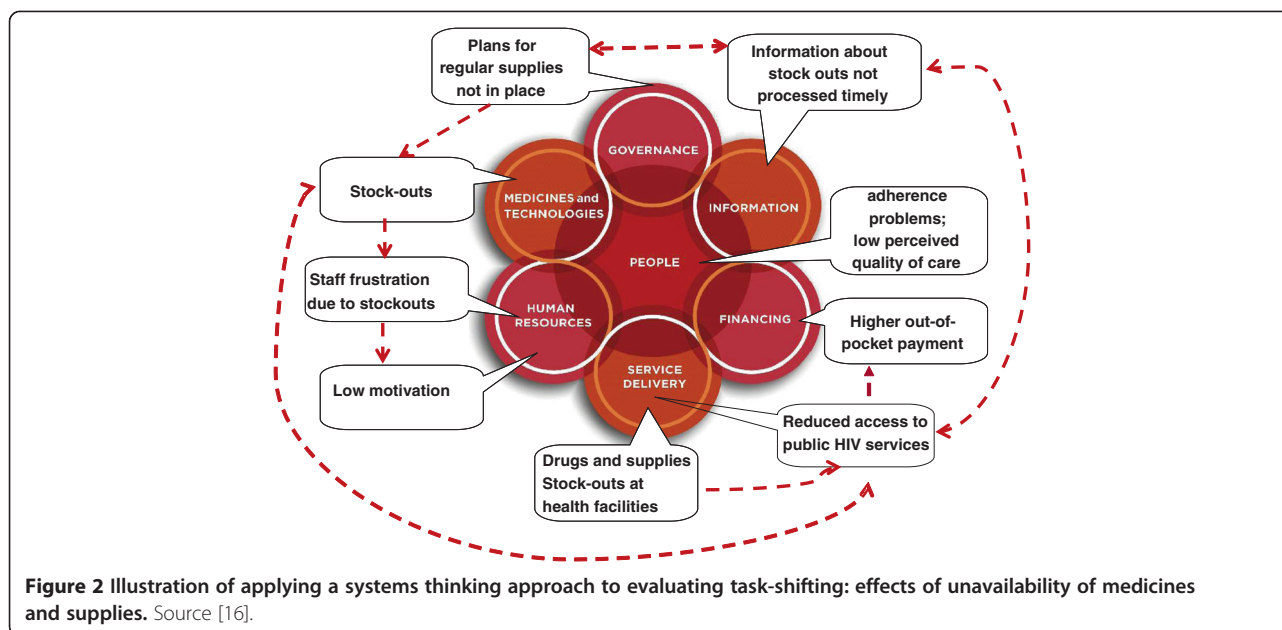 Plans for
regular supplies
not in place
Information about
stock outs not
processed timely
GOVERNANCE
Stock-outs
MEDICINES and
TECHNOLOGIES
INFORMATION
adherence
problems;
low perceived
quality of care
PEOPLE
Staff frustration
due to stockouts
HUMAN
RESOURCES
FINANCING
Higher out-of-
pocket payment
SERVICE
DELIVERY
Low motivation
Reduced access to
public HIV services
Drugs and supplies
Stock-outs at
health facilities
Figure 2 Illustration of applying a systems thinking approach to evaluating task-shifting: effects of unavailability of medicines
and supplies. Source [16].